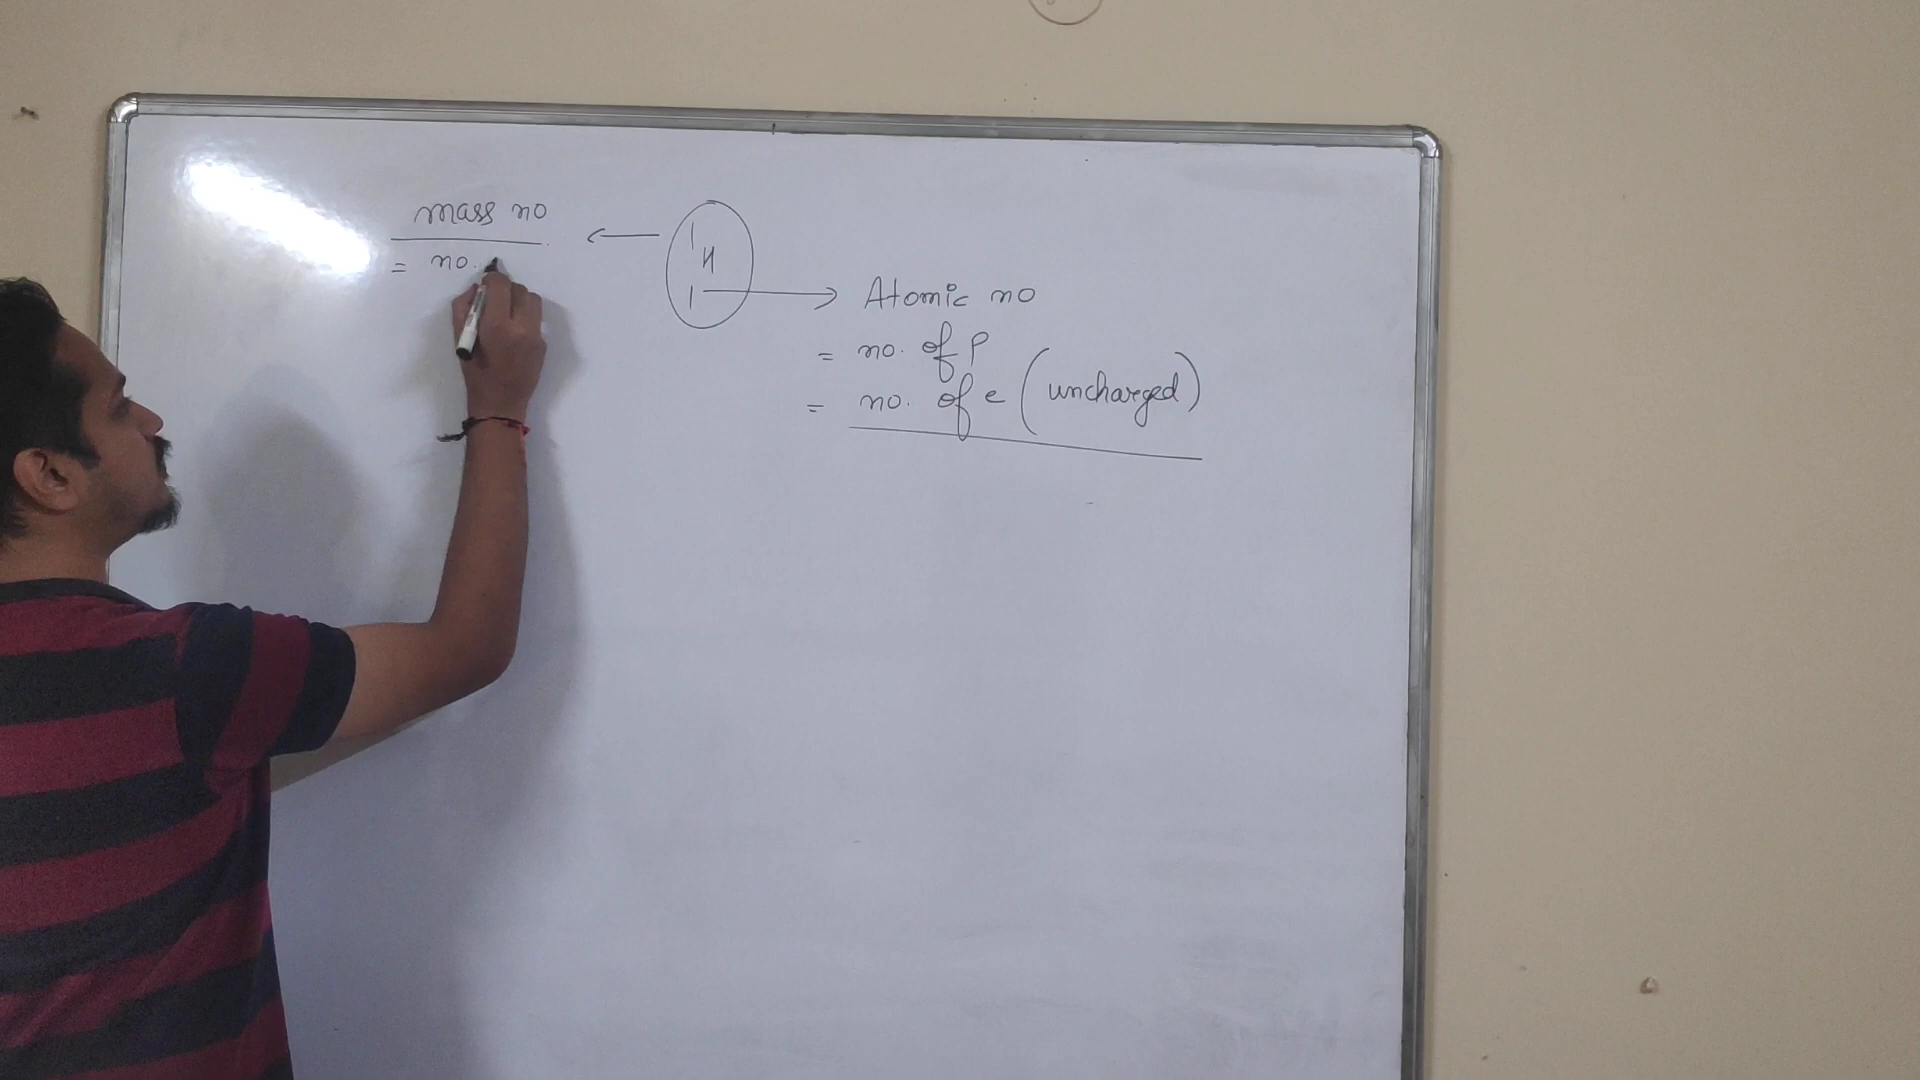 mass no
= no.
1
H
1
Atomic no
= no. of P
= no. of e (uncharged)